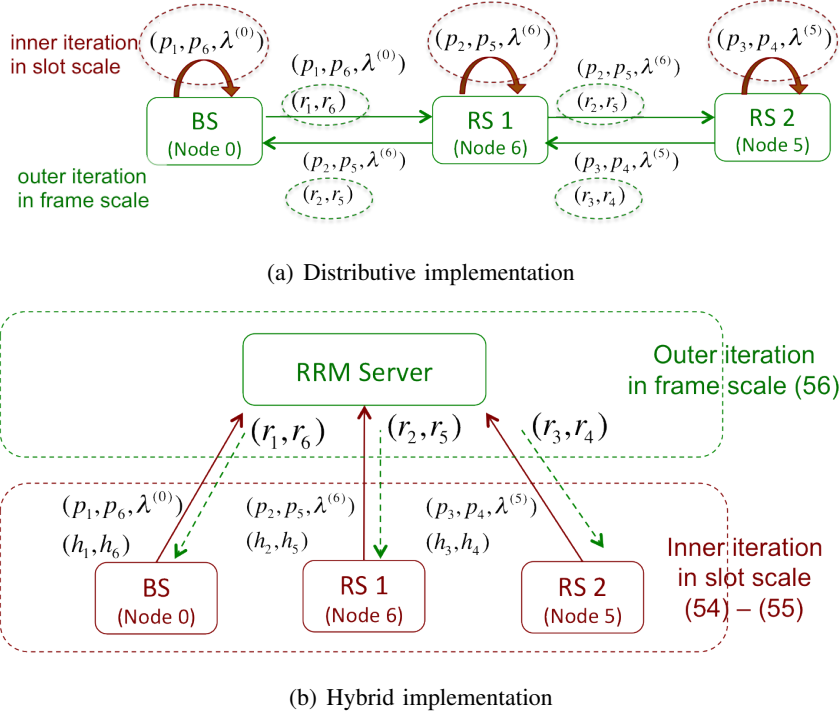 inner iteration
in slot scale
(p₁, p₆, λ⁽⁰⁾)
(p₂, p₅, λ⁽⁶⁾)
(p₃, p₄, λ⁽⁵⁾)
(p₁, p₆, λ⁽⁰⁾)
(r₁, r₆)
(p₂, p₅, λ⁽⁶⁾)
(r₂, r₅)
BS
(Node 0)
RS 1
(Node 6)
RS 2
(Node 5)
outer iteration
in frame scale
(p₂, p₅, λ⁽⁶⁾)
(r₂, r₅)
(p₃, p₄, λ⁽⁵⁾)
(r₃, r₄)
(a) Distributive implementation
RRM Server
Outer iteration
in frame scale (56)
(r₁, r₆)
(r₂, r₅)
(r₃, r₄)
(p₁, p₆, λ⁽⁰⁾)
(h₁, h₆)
(p₂, p₅, λ⁽⁶⁾)
(h₂, h₅)
(p₃, p₄, λ⁽⁵⁾)
(h₃, h₄)
BS
(Node 0)
RS 1
(Node 6)
RS 2
(Node 5)
Inner iteration
in slot scale
(54) – (55)
(b) Hybrid implementation